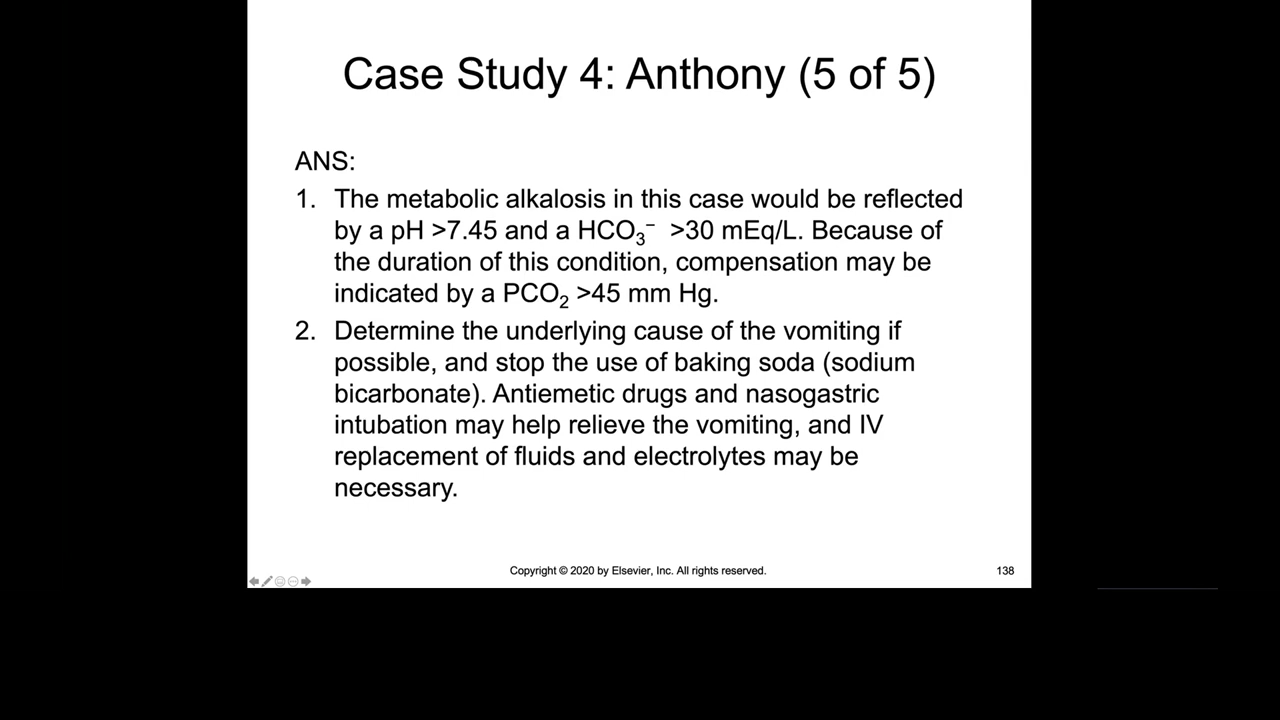 Case Study 4: Anthony (5 of 5)
ANS:
1. The metabolic alkalosis in this case would be reflected
by a pH >7.45 and a HCO₃⁻ >30 mEq/L. Because of
the duration of this condition, compensation may be
indicated by a PCO₂ >45 mm Hg.
2. Determine the underlying cause of the vomiting if
possible, and stop the use of baking soda (sodium
bicarbonate). Antiemetic drugs and nasogastric
intubation may help relieve the vomiting, and IV
replacement of fluids and electrolytes may be
necessary.
Copyright © 2020 by Elsevier, Inc. All rights reserved.
138